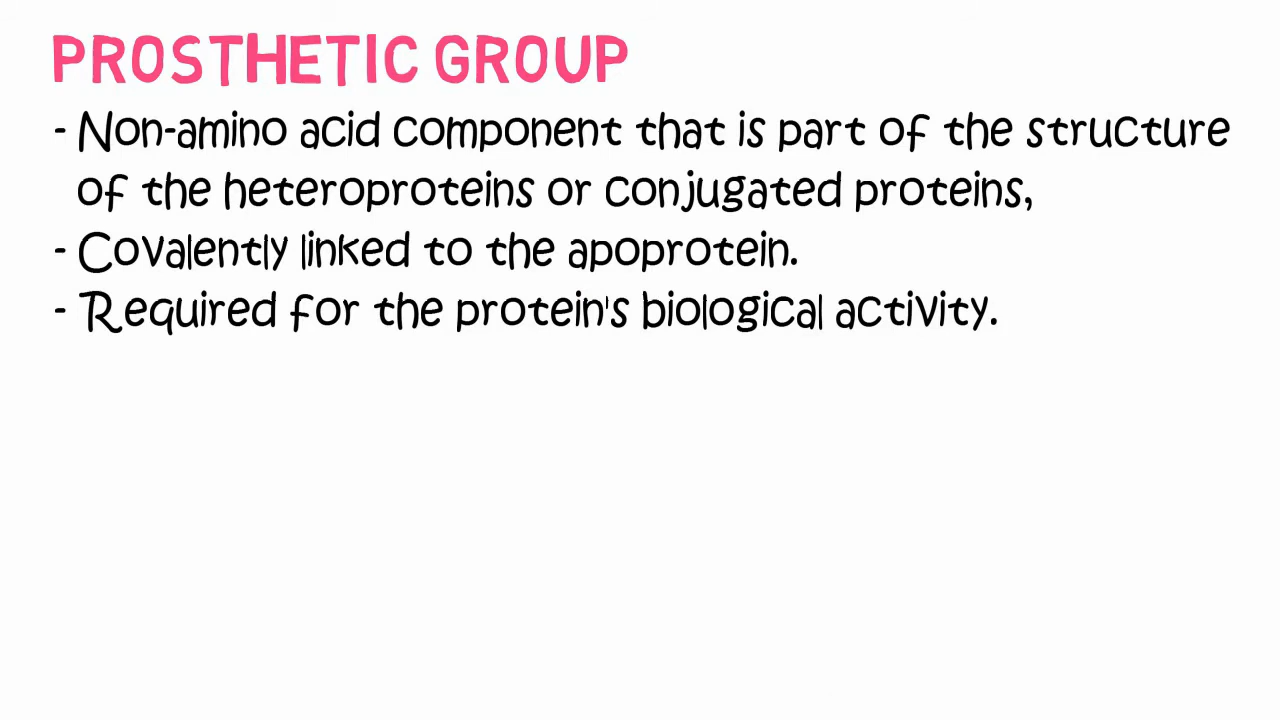 PROSTHETIC GROUP
- Non-amino acid component that is part of the structure
of the heteroproteins or conjugated proteins,
- Covalently linked to the apoprotein.
- Required for the protein's biological activity.